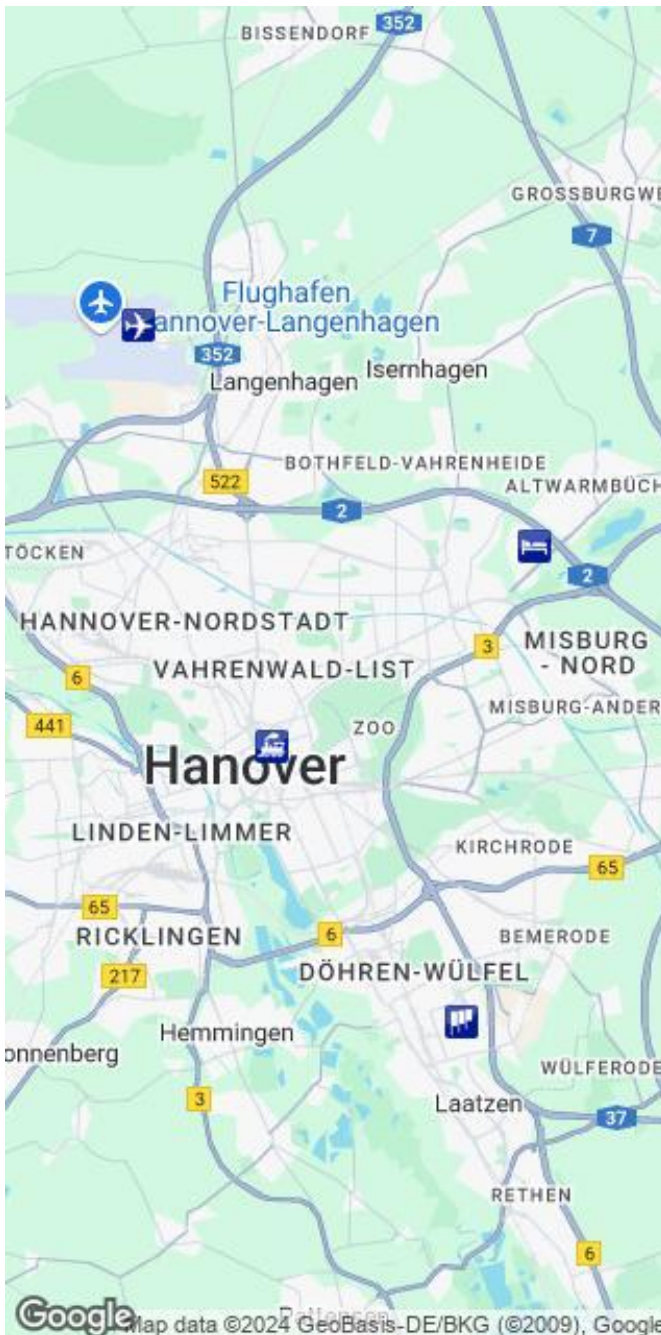 352
BISSENDORF
GROSSBURGWE
7
Flughafen
annover-Langenhagen
352
Langenhagen
Isernhagen
BOTHFELD-VAHRENHEIDE
522
ALTWARMBÜCH
2
TÖCKEN
2
HANNOVER-NORDSTADT
3
MISBURG
- NORD
VAHRENWALD-LIST
6
MISBURG-ANDER
441
ZOO
Hanover
LINDEN-LIMMER
KIRCHRODE
65
65
6
RICKLINGEN
BEMERODE
217
DÖHREN-WÜLFEL
Hemmingen
onnenberg
WÜLFERODE
3
Laatzen
37
RETHEN
6
Pattensen
Google
Map data ©2024 GeoBasis-DE/BKG (©2009), Google